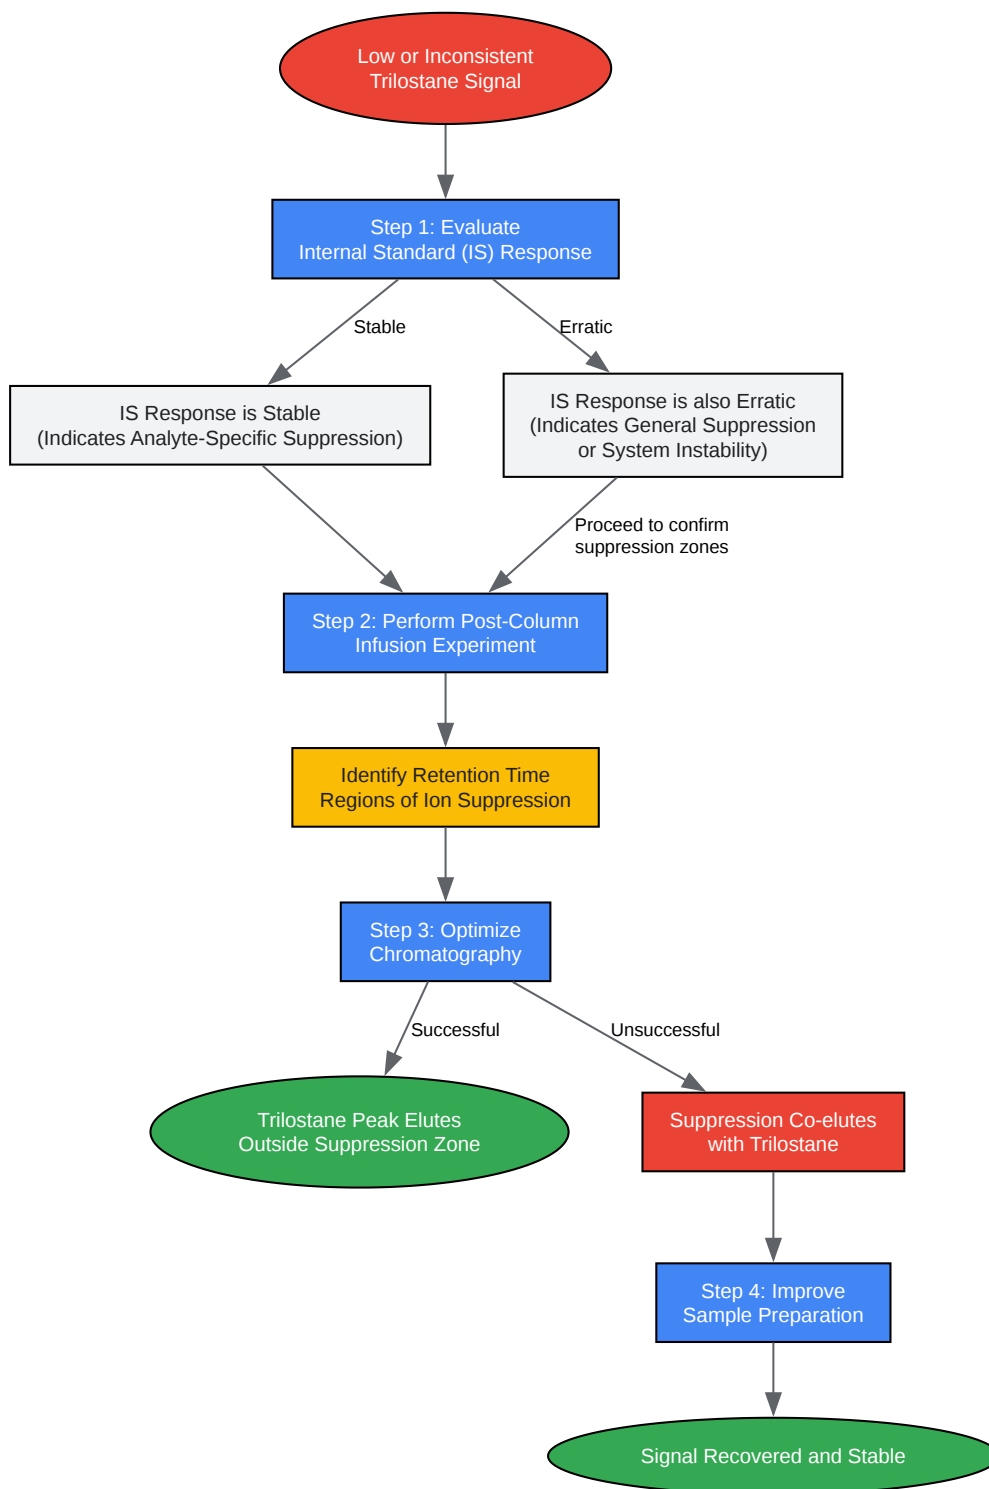 Low or Inconsistent
Trilostane Signal
Step 1: Evaluate
Internal Standard (IS) Response
Stable
Erratic
IS Response is Stable
(Indicates Analyte-Specific Suppression)
IS Response is also Erratic
(Indicates General Suppression
or System Instability)
Proceed to confirm
suppression zones
Step 2: Perform Post-Column
Infusion Experiment
Identify Retention Time
Regions of Ion Suppression
Step 3: Optimize
Chromatography
Successful
Unsuccessful
Trilostane Peak Elutes
Outside Suppression Zone
Suppression Co-elutes
with Trilostane
Step 4: Improve
Sample Preparation
Signal Recovered and Stable